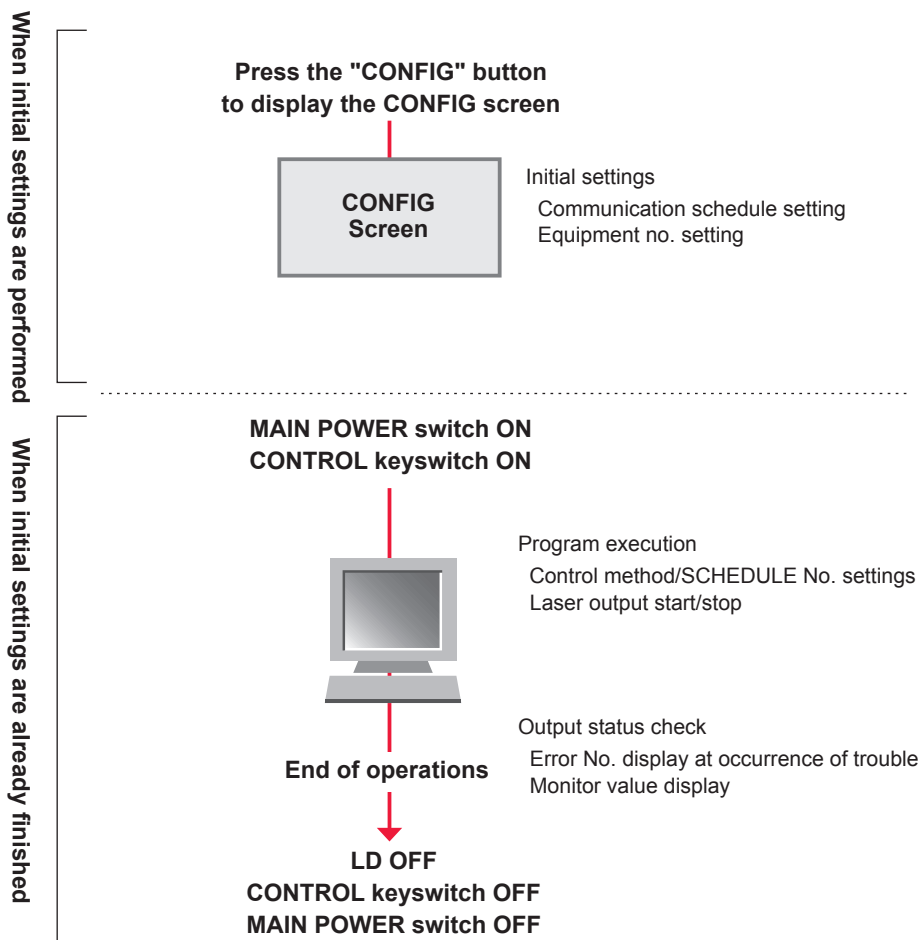 When initial settings are performed
Press the "CONFIG" button
to display the CONFIG screen
CONFIG
Screen
Initial settings
Communication schedule setting
Equipment no. setting
When initial settings are already finished
MAIN POWER switch ON
CONTROL keyswitch ON
Program execution
Control method/SCHEDULE No. settings
Laser output start/stop
Output status check
Error No. display at occurrence of trouble
Monitor value display
End of operations
LD OFF
CONTROL keyswitch OFF
MAIN POWER switch OFF